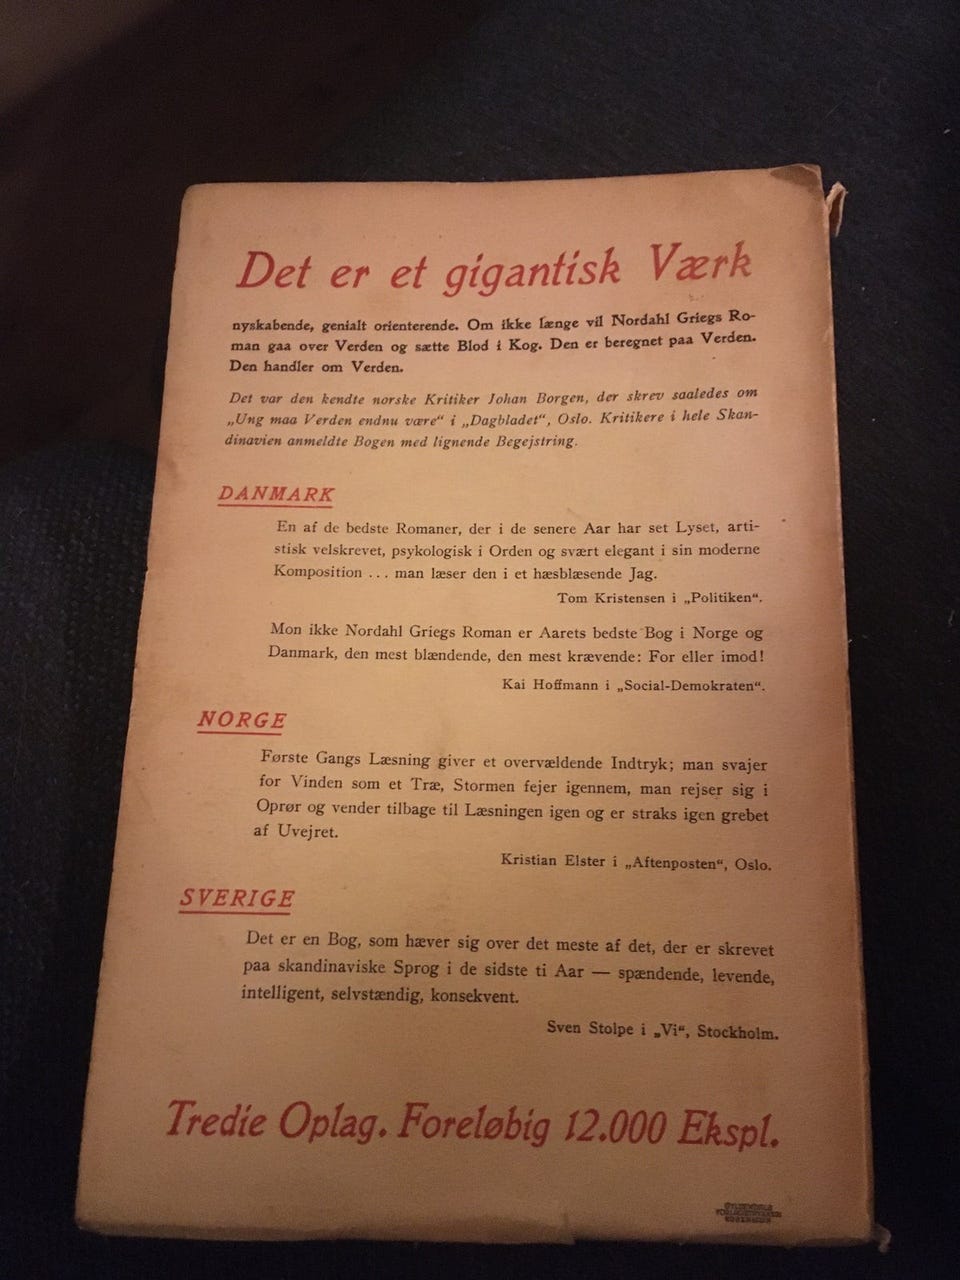 Det er et gigantisk Værk
nyskabende, genialt orienterende. Om ikke længe vil Nordahl Griegs Ro-
man gaa over Verden og sætte Blod i Kog. Den er beregnet paa Verden.
Den handler om Verden.
Det var den kendte norske Kritiker Johan Borgen, der skrev saaledes om
„Ung maa Verden endnu være“ i „Dagbladet“, Oslo. Kritikere i hele Skan-
dinavien anmeldte Bogen med lignende Begejstring.
DANMARK
En af de bedste Romaner, der i de senere Aar har set Lyset, arti-
stisk velskrevet, psykologisk i Orden og svært elegant i sin moderne
Komposition ... man læser den i et hæsblæsende Jag.
Tom Kristensen i „Politiken“.
Mon ikke Nordahl Griegs Roman er Aarets bedste Bog i Norge og
Danmark, den mest blændende, den mest krævende: For eller imod!
Kai Hoffmann i „Social-Demokraten“.
NORGE
Første Gangs Læsning giver et overvældende Indtryk; man svajer
for Vinden som et Træ, Stormen fejer igennem, man rejser sig i
Oprør og vender tilbage til Læsningen igen og er straks igen grebet
af Uvejret.
Kristian Elster i „Aftenposten“, Oslo.
SVERIGE
Det er en Bog, som hæver sig over det meste af det, der er skrevet
paa skandinaviske Sprog i de sidste ti Aar — spændende, levende,
intelligent, selvstændig, konsekvent.
Sven Stolpe i „Vi“, Stockholm.
Tredie Oplag. Foreløbig 12.000 Ekspl.
GYLDENDALS